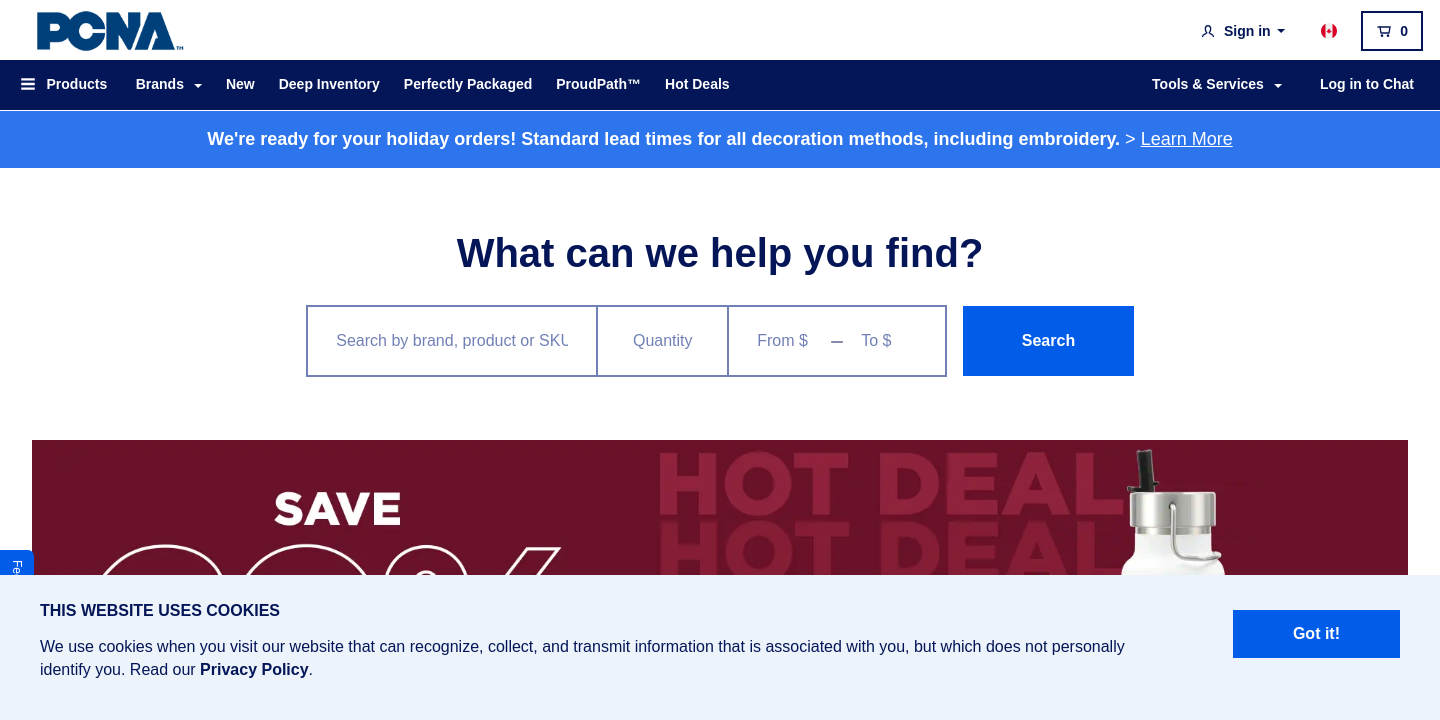 PCNA™
Sign in
0
Products
Brands
New
Deep Inventory
Perfectly Packaged
ProudPath™
Hot Deals
Tools & Services
Log in to Chat
We're ready for your holiday orders! Standard lead times for all decoration methods, including embroidery. > Learn More
What can we help you find?
Search by brand, product or SKU
Quantity
From $ – To $
Search
SAVE
HOT DEAL
HOT DEAL
THIS WEBSITE USES COOKIES
We use cookies when you visit our website that can recognize, collect, and transmit information that is associated with you, but which does not personally
identify you. Read our Privacy Policy.
Got it!